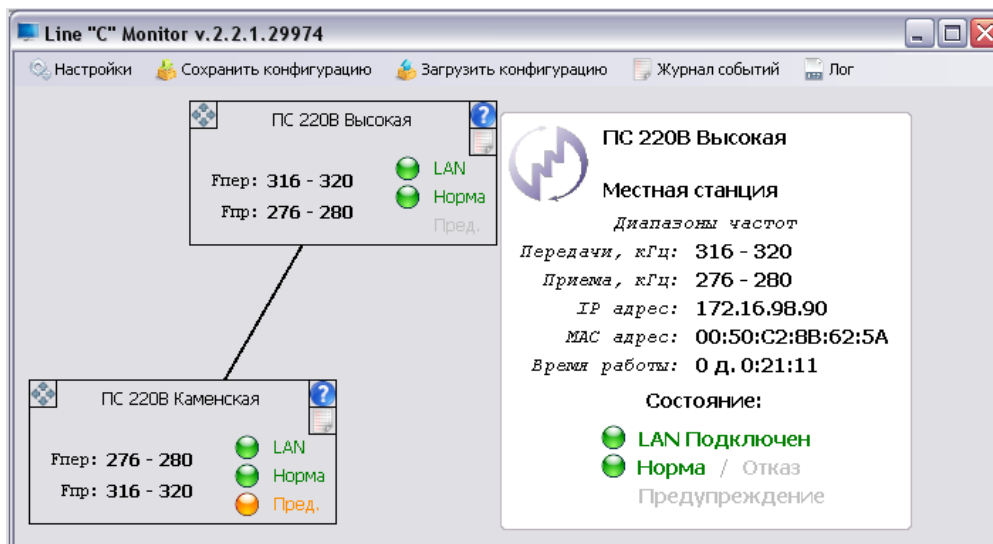 Line "C" Monitor v.2.2.1.29974
Настройки Сохранить конфигурацию Загрузить конфигурацию Журнал событий Лог
ПС 220В Высокая
Fпер: 316 - 320
Fпр: 276 - 280
LAN
Норма
Пред.
ПС 220В Высокая
Местная станция
Диапазоны частот
Передачи, кГц: 316 - 320
Приема, кГц: 276 - 280
IP адрес: 172.16.98.90
MAC адрес: 00:50:C2:8B:62:5A
Время работы: 0 д. 0:21:11
Состояние:
LAN Подключен
Норма / Отказ
Предупреждение
ПС 220В Каменская
Fпер: 276 - 280
Fпр: 316 - 320
LAN
Норма
Пред.